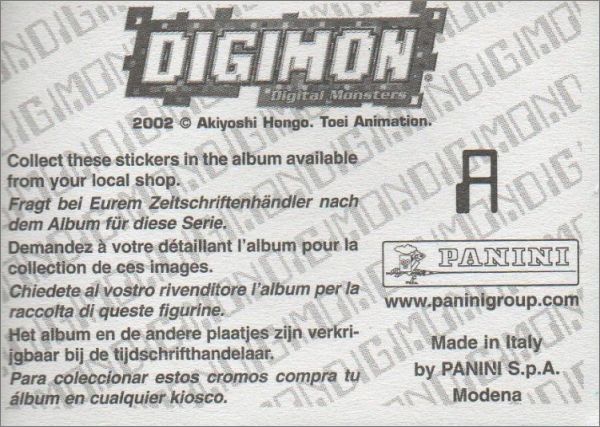 DIGIMON
Digital Monsters
2002 © Akiyoshi Hongo. Toei Animation.
Collect these stickers in the album available
from your local shop.
Fragt bei Eurem Zeltschriftenhändler nach
dem Album für diese Serie.
Demandez à votre détaillant l'album pour la
collection de ces images.
Chiedete al vostro rivenditore l'album per la
raccolta di queste figurine.
Het album en de andere plaatjes zijn verkri-
jgbaar bij de tijdschrifthandelaar.
Para coleccionar estos cromos compra tu
álbum en cualquier kiosco.
A
PANINI
www.paninigroup.com
Made in Italy
by PANINI S.p.A.
Modena